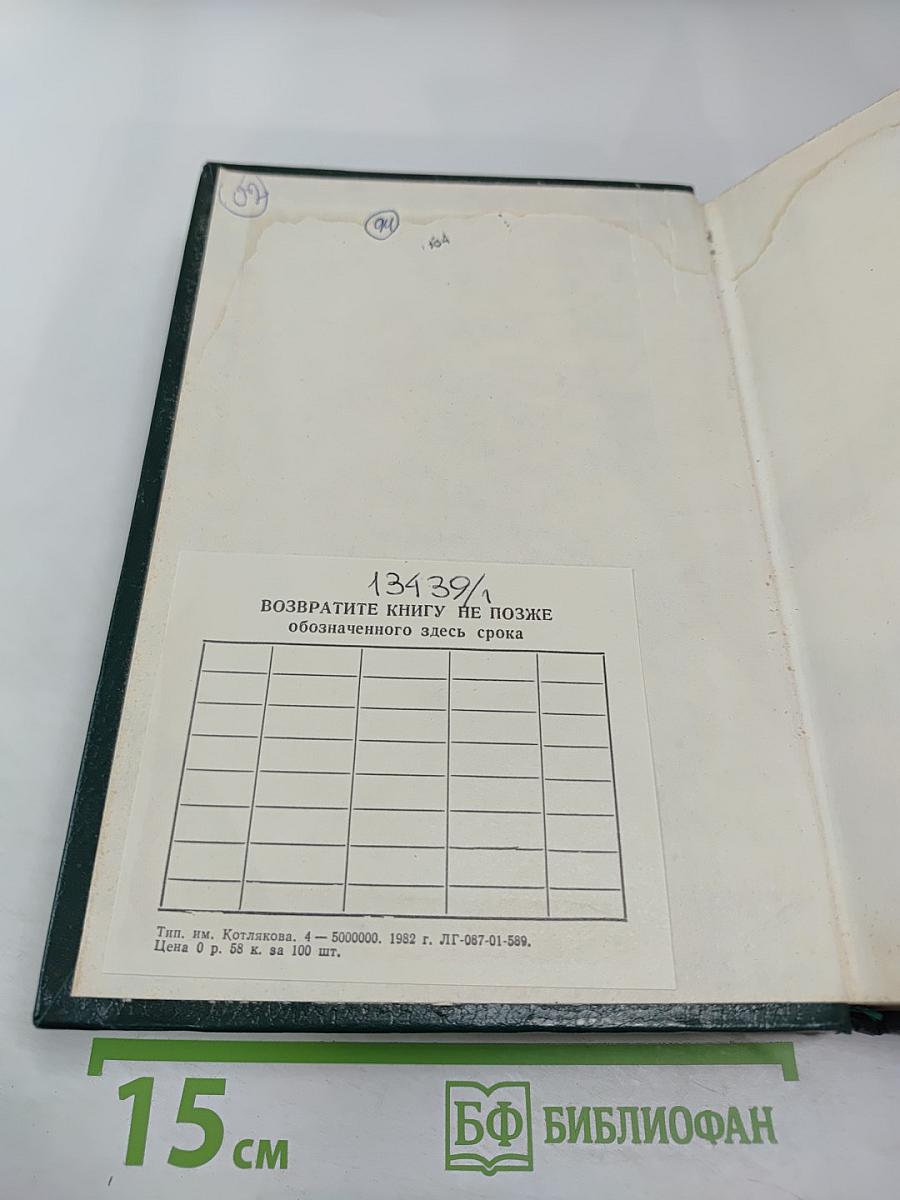 13439/1
ВОЗВРАТИТЕ КНИГУ НЕ ПОЗЖЕ
обозначенного здесь срока
Тип. им. Котлякова. 4 — 5000000. 1982 г. ЛГ-087-01-589.
Цена 0 р. 58 к. за 100 шт.
15 см
БФ БИБЛИОФАН